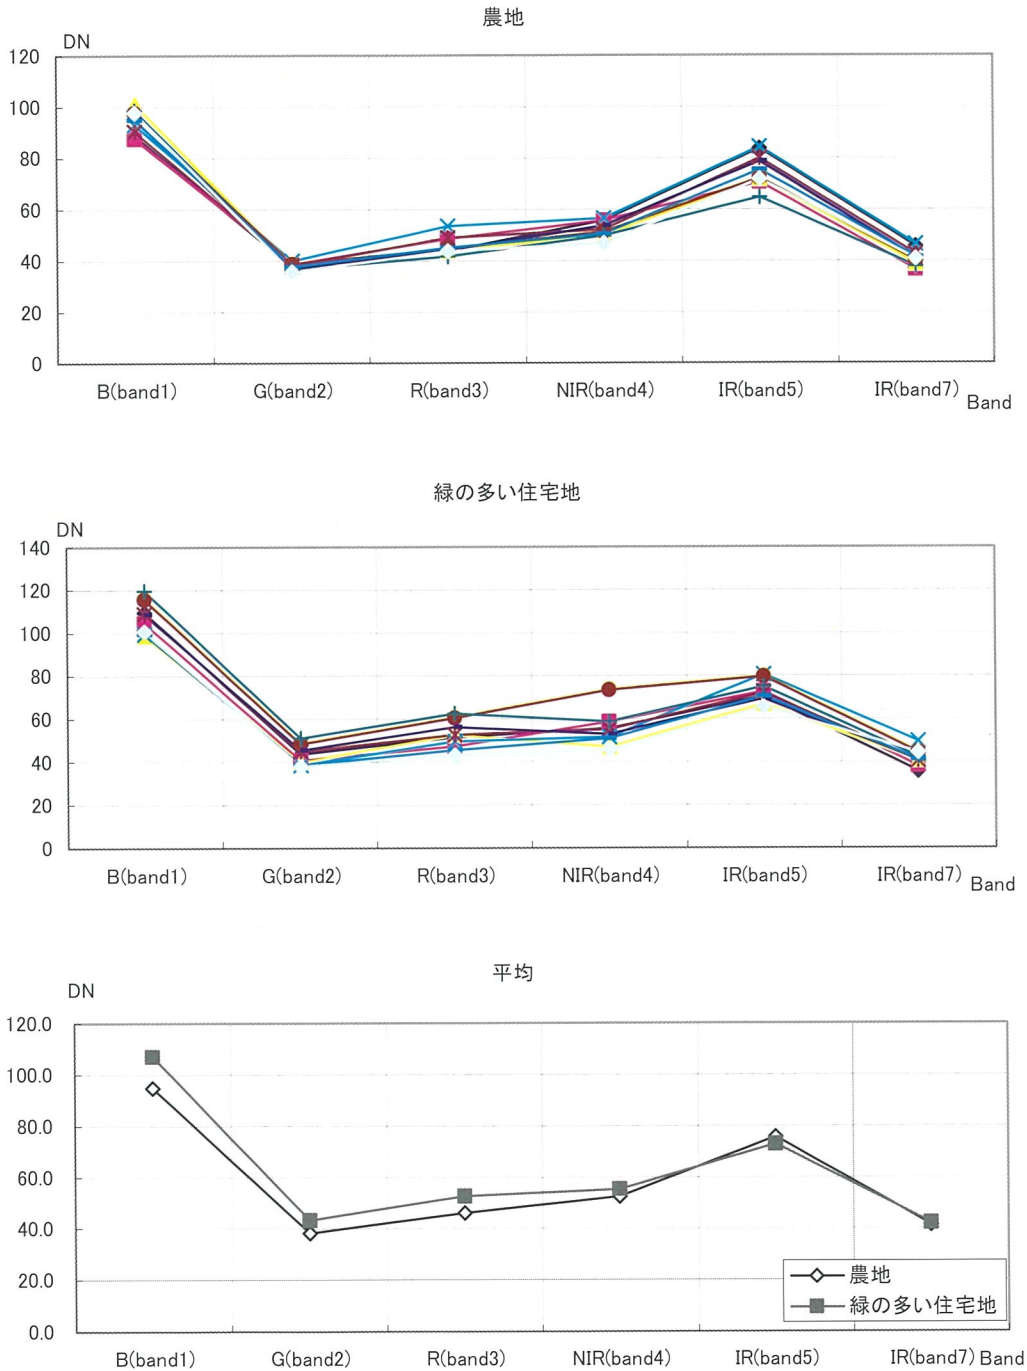 農地
DN
120
100
80
60
40
20
0
B(band1) G(band2) R(band3) NIR(band4) IR(band5) IR(band7) Band
緑の多い住宅地
DN
140
120
100
80
60
40
20
0
B(band1) G(band2) R(band3) NIR(band4) IR(band5) IR(band7) Band
平均
DN
120.0
100.0
80.0
60.0
40.0
20.0
0.0
農地
緑の多い住宅地
B(band1) G(band2) R(band3) NIR(band4) IR(band5) IR(band7) Band